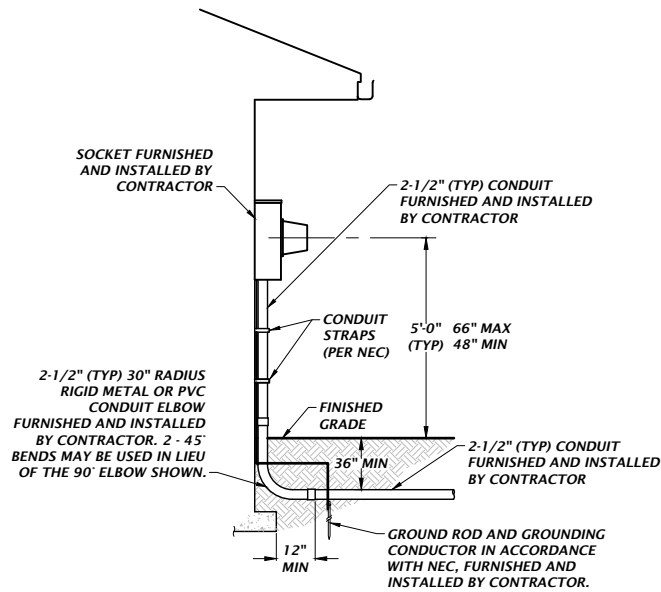 SOCKET FURNISHED
AND INSTALLED BY
CONTRACTOR
2-1/2" (TYP) CONDUIT
FURNISHED AND INSTALLED
BY CONTRACTOR
CONDUIT
STRAPS
(PER NEC)
5'-0" 66" MAX
(TYP) 48" MIN
2-1/2" (TYP) 30" RADIUS
RIGID METAL OR PVC
CONDUIT ELBOW
FURNISHED AND INSTALLED
BY CONTRACTOR. 2 - 45°
BENDS MAY BE USED IN LIEU
OF THE 90° ELBOW SHOWN.
FINISHED
GRADE
36" MIN
2-1/2" (TYP) CONDUIT
FURNISHED AND INSTALLED
BY CONTRACTOR
12"
MIN
GROUND ROD AND GROUNDING
CONDUCTOR IN ACCORDANCE
WITH NEC, FURNISHED AND
INSTALLED BY CONTRACTOR.